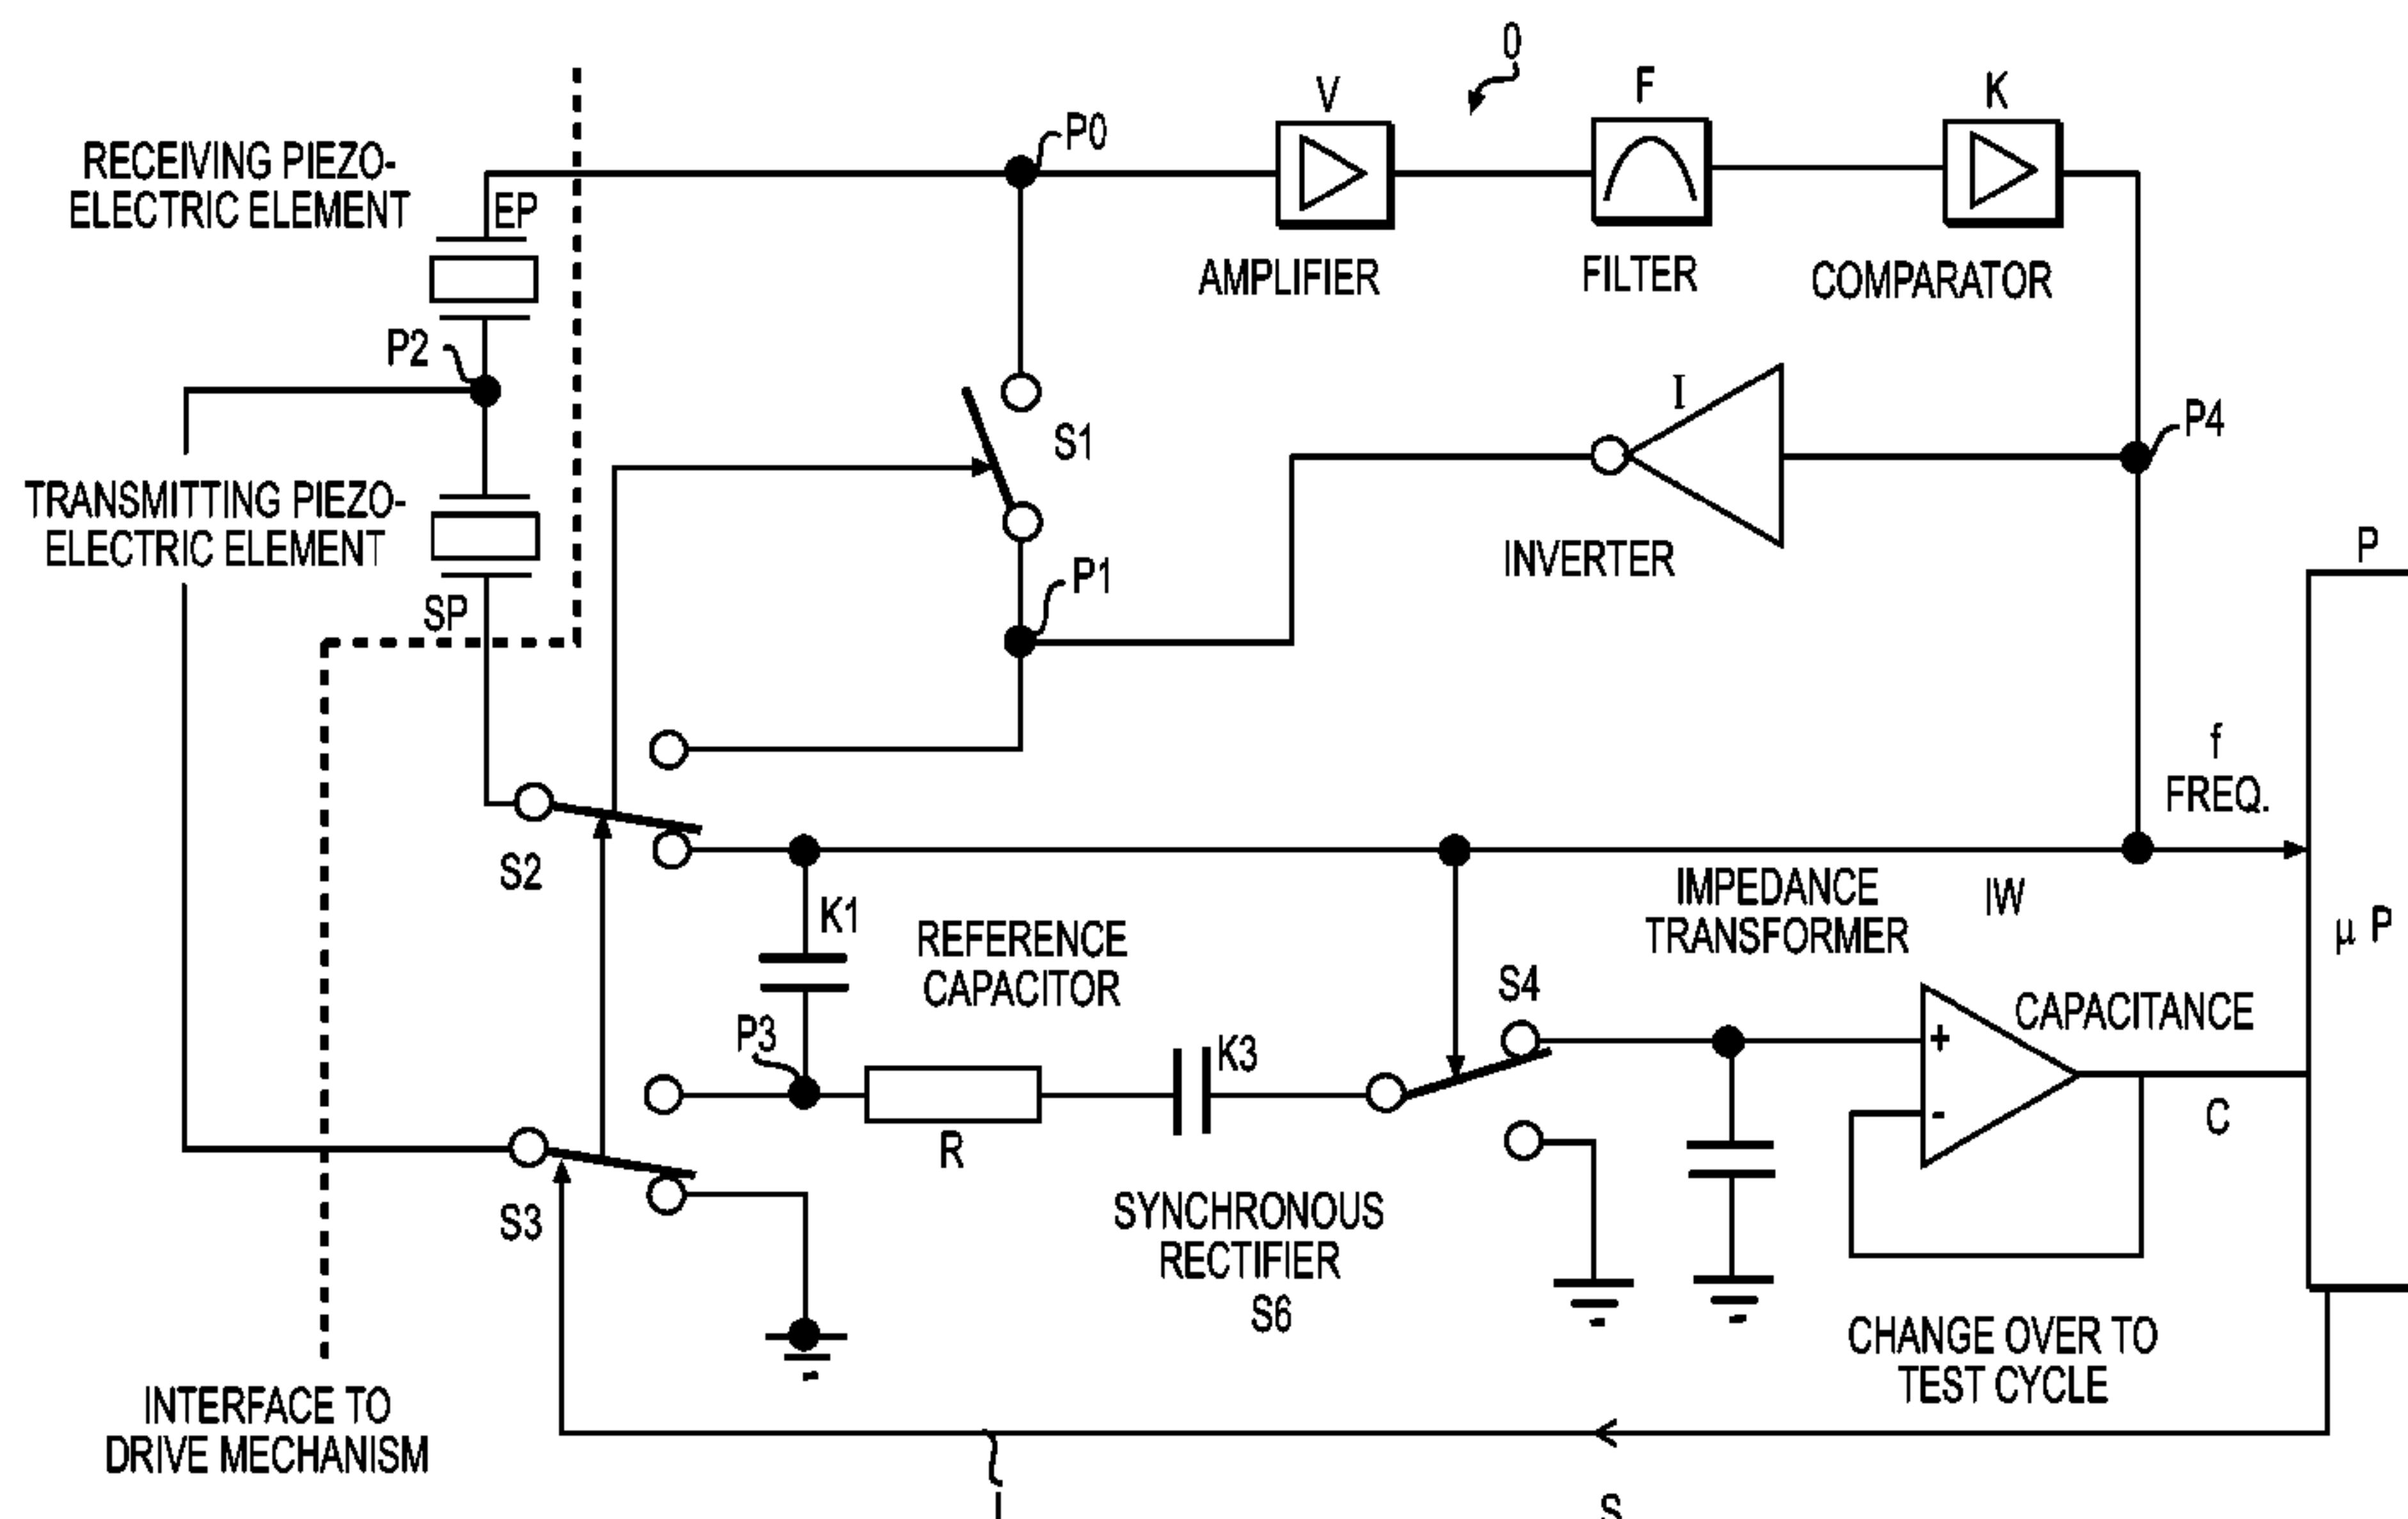 0
V
F
K
P0
RECEIVING PIEZO-
ELECTRIC ELEMENT
EP
AMPLIFIER
FILTER
COMPARATOR
P2
S1
I
P4
TRANSMITTING PIEZO-
ELECTRIC ELEMENT
INVERTER
P
P1
SP
f
FREQ.
S2
K1
REFERENCE
CAPACITOR
IMPEDANCE
TRANSFORMER
IW
μ P
S4
P3
K3
+
-
CAPACITANCE
C
R
S3
SYNCHRONOUS
RECTIFIER
S6
CHANGE OVER TO
TEST CYCLE
INTERFACE TO
DRIVE MECHANISM
S